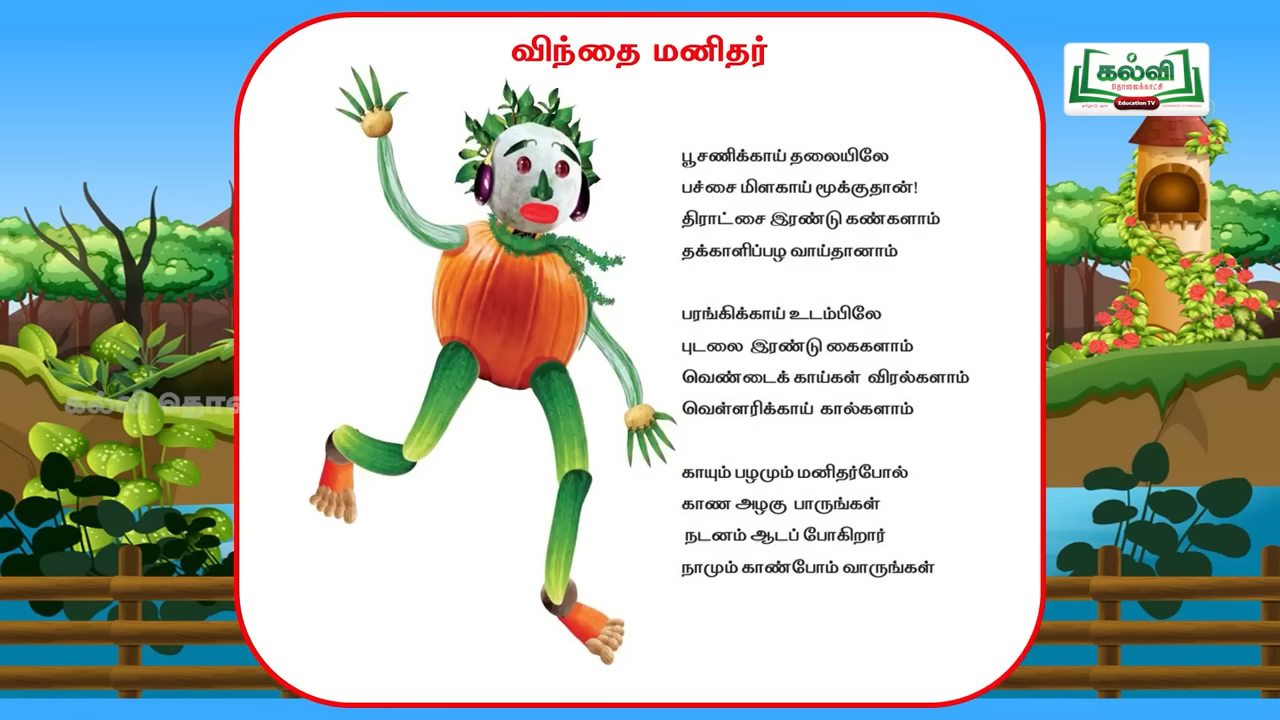 விந்தை மனிதர்
கல்வி
தொலைக்காட்சி
Education TV
பூசணிக்காய் தலையிலே
பச்சை மிளகாய் மூக்குதான்!
திராட்சை இரண்டு கண்களாம்
தக்காளிப்பழ வாய்தானாம்
பரங்கிக்காய் உடம்பிலே
புடலை இரண்டு கைகளாம்
வெண்டைக் காய்கள் விரல்களாம்
வெள்ளரிக்காய் கால்களாம்
காயும் பழமும் மனிதர்போல்
காண அழகு பாருங்கள்
நடனம் ஆடப் போகிறார்
நாமும் காண்போம் வாருங்கள்
கல்வி